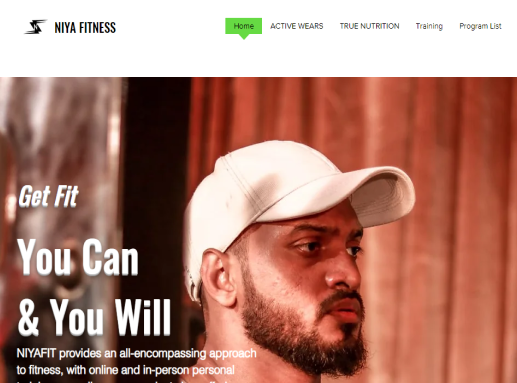 NIYA FITNESS
Home ACTIVE WEARS TRUE NUTRITION Training Program List
Get Fit
You Can
& You Will
NIYAFIT provides an all-encompassing approach
to fitness, with online and in-person personal